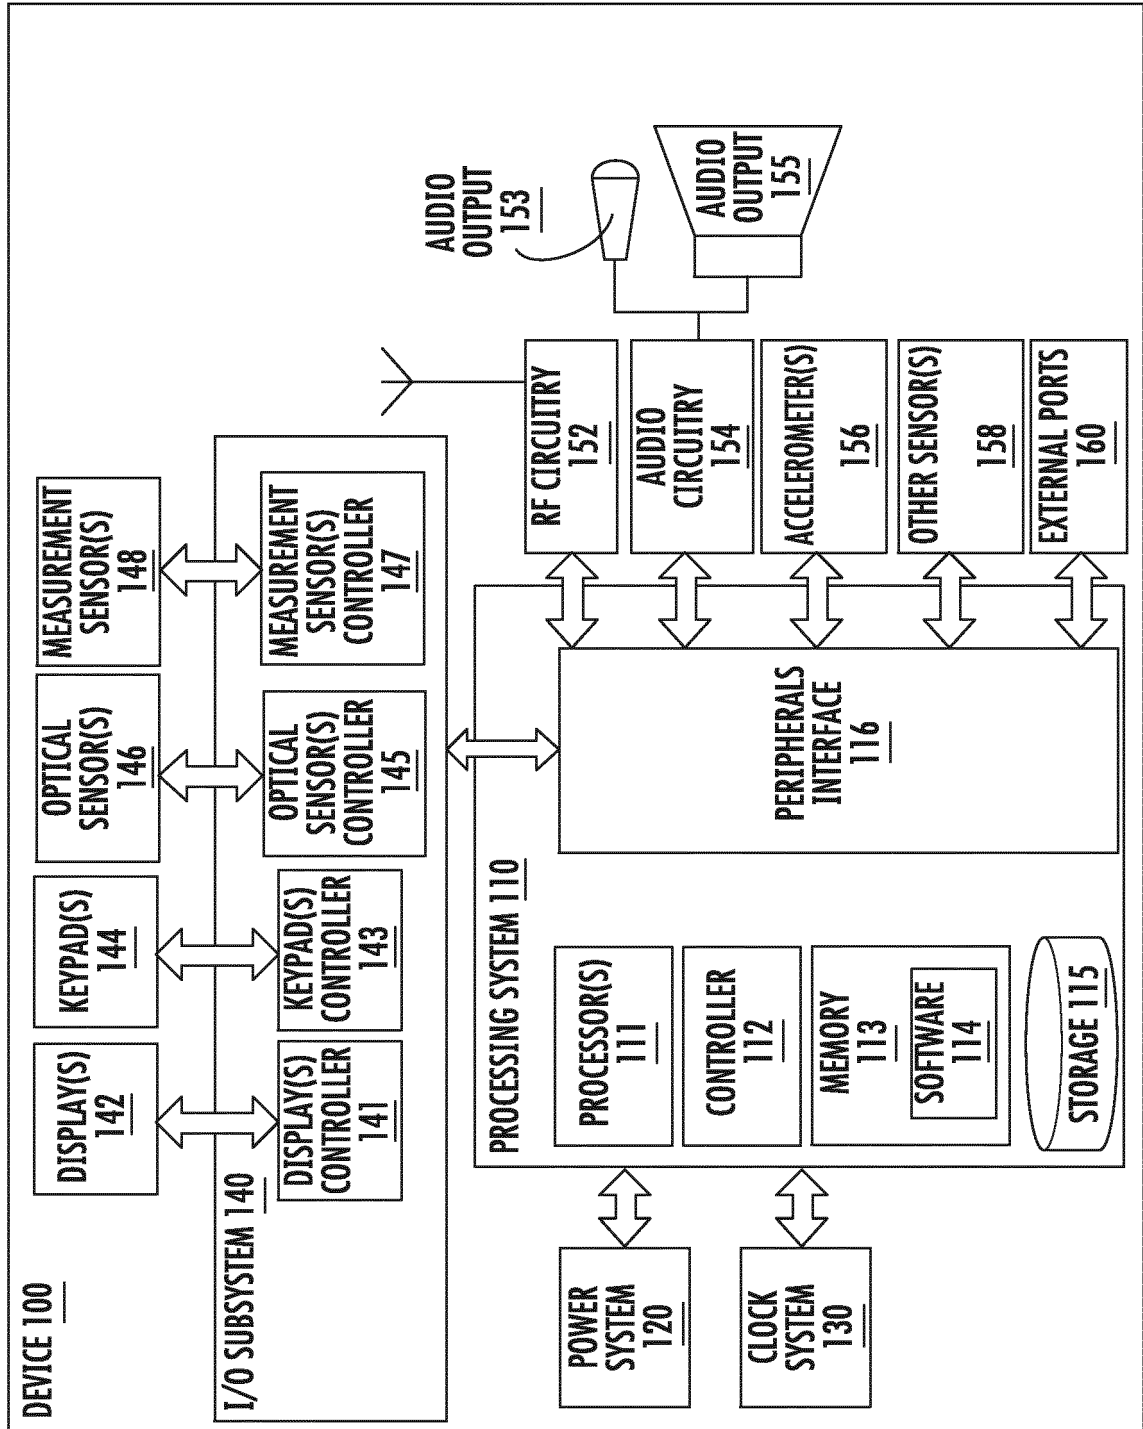 DEVICE 100
DISPLAY(S)
142
KEYPAD(S)
144
OPTICAL
SENSOR(S)
146
MEASUREMENT
SENSOR(S)
148
I/O SUBSYSTEM 140
DISPLAY(S)
CONTROLLER
141
KEYPAD(S)
CONTROLLER
143
OPTICAL
SENSOR(S)
CONTROLLER
145
MEASUREMENT
SENSOR(S)
CONTROLLER
147
POWER
SYSTEM
120
CLOCK
SYSTEM
130
PROCESSING SYSTEM 110
PROCESSOR(S)
111
CONTROLLER
112
MEMORY
113
SOFTWARE
114
STORAGE 115
PERIPHERALS
INTERFACE
116
RF CIRCUITRY
152
AUDIO
CIRCUITRY
154
ACCELEROMETER(S)
156
OTHER SENSOR(S)
158
EXTERNAL PORTS
160
AUDIO
OUTPUT
153
AUDIO
OUTPUT
155